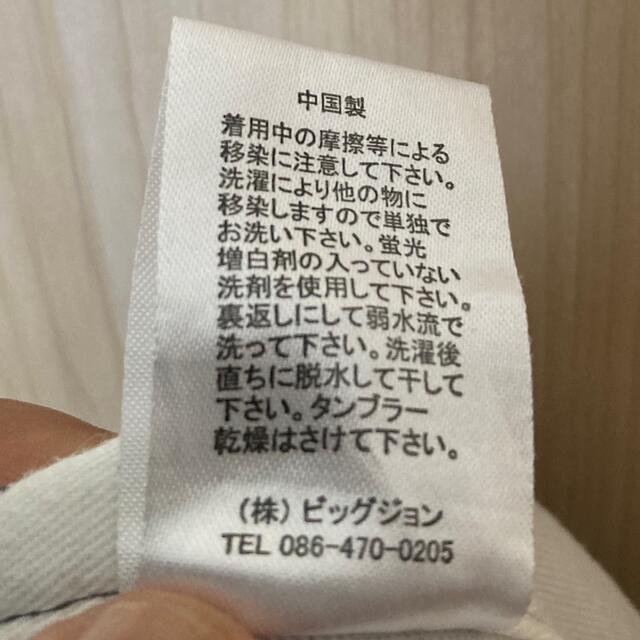 中国製
着用中の摩擦等による
移染に注意して下さい。
洗濯により他の物に
移染しますので単独で
お洗い下さい。蛍光
増白剤の入っていない
洗剤を使用して下さい。
裏返しにして弱水流で
洗って下さい。洗濯後
直ちに脱水して干して
下さい。タンブラー
乾燥はさけて下さい。
(株)ビッグジョン
TEL 086-470-0205